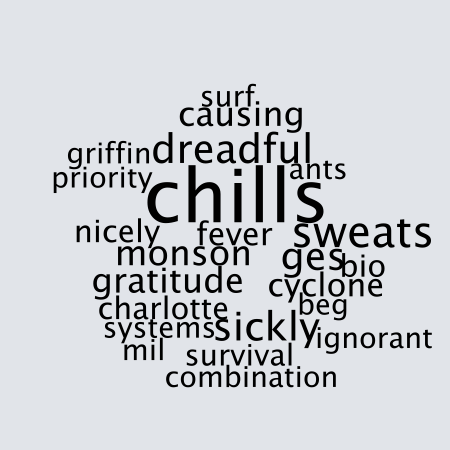 surf
causing
griffin dreadful
priority ants
chills
nicely fever sweats
monson ges bio
gratitude cyclone
charlotte beg
systems sickly ignorant
mil survival
combination